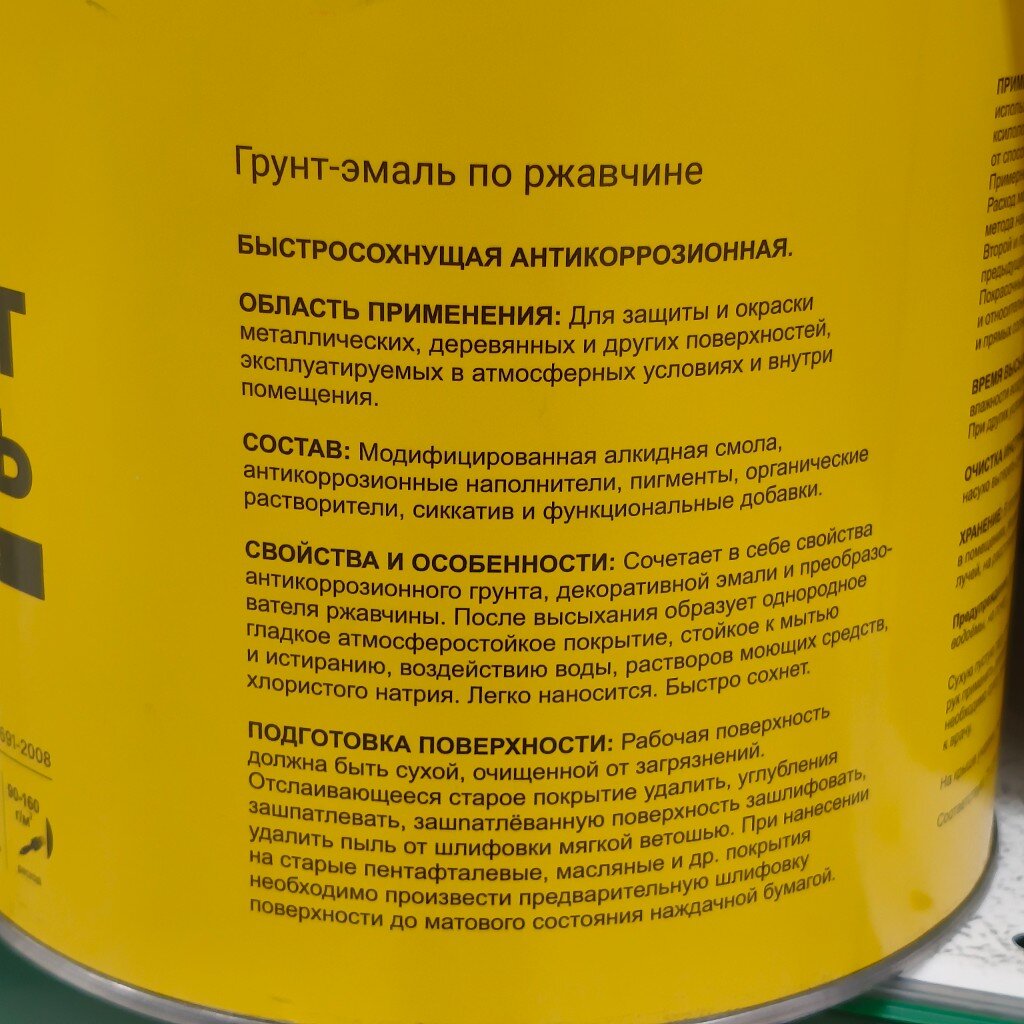 Грунт-эмаль по ржавчине
БЫСТРОСОХНУЩАЯ АНТИКОРРОЗИОННАЯ.
ОБЛАСТЬ ПРИМЕНЕНИЯ: Для защиты и окраски
металлических, деревянных и других поверхностей,
эксплуатируемых в атмосферных условиях и внутри
помещения.
СОСТАВ: Модифицированная алкидная смола,
антикоррозионные наполнители, пигменты, органические
растворители, сиккатив и функциональные добавки.
СВОЙСТВА И ОСОБЕННОСТИ: Сочетает в себе свойства
антикоррозионного грунта, декоративной эмали и преобразо-
вателя ржавчины. После высыхания образует однородное
гладкое атмосферостойкое покрытие, стойкое к мытью
и истиранию, воздействию воды, растворов моющих средств,
хлористого натрия. Легко наносится. Быстро сохнет.
ПОДГОТОВКА ПОВЕРХНОСТИ: Рабочая поверхность
должна быть сухой, очищенной от загрязнений.
Отслаивающееся старое покрытие удалить, углубления
зашпатлевать, зашпатлёванную поверхность зашлифовать,
удалить пыль от шлифовки мягкой ветошью. При нанесении
на старые пентафталевые, масляные и др. покрытия
необходимо произвести предварительную шлифовку
поверхности до матового состояния наждачной бумагой.
691-2008
90-160
г/м²
расход